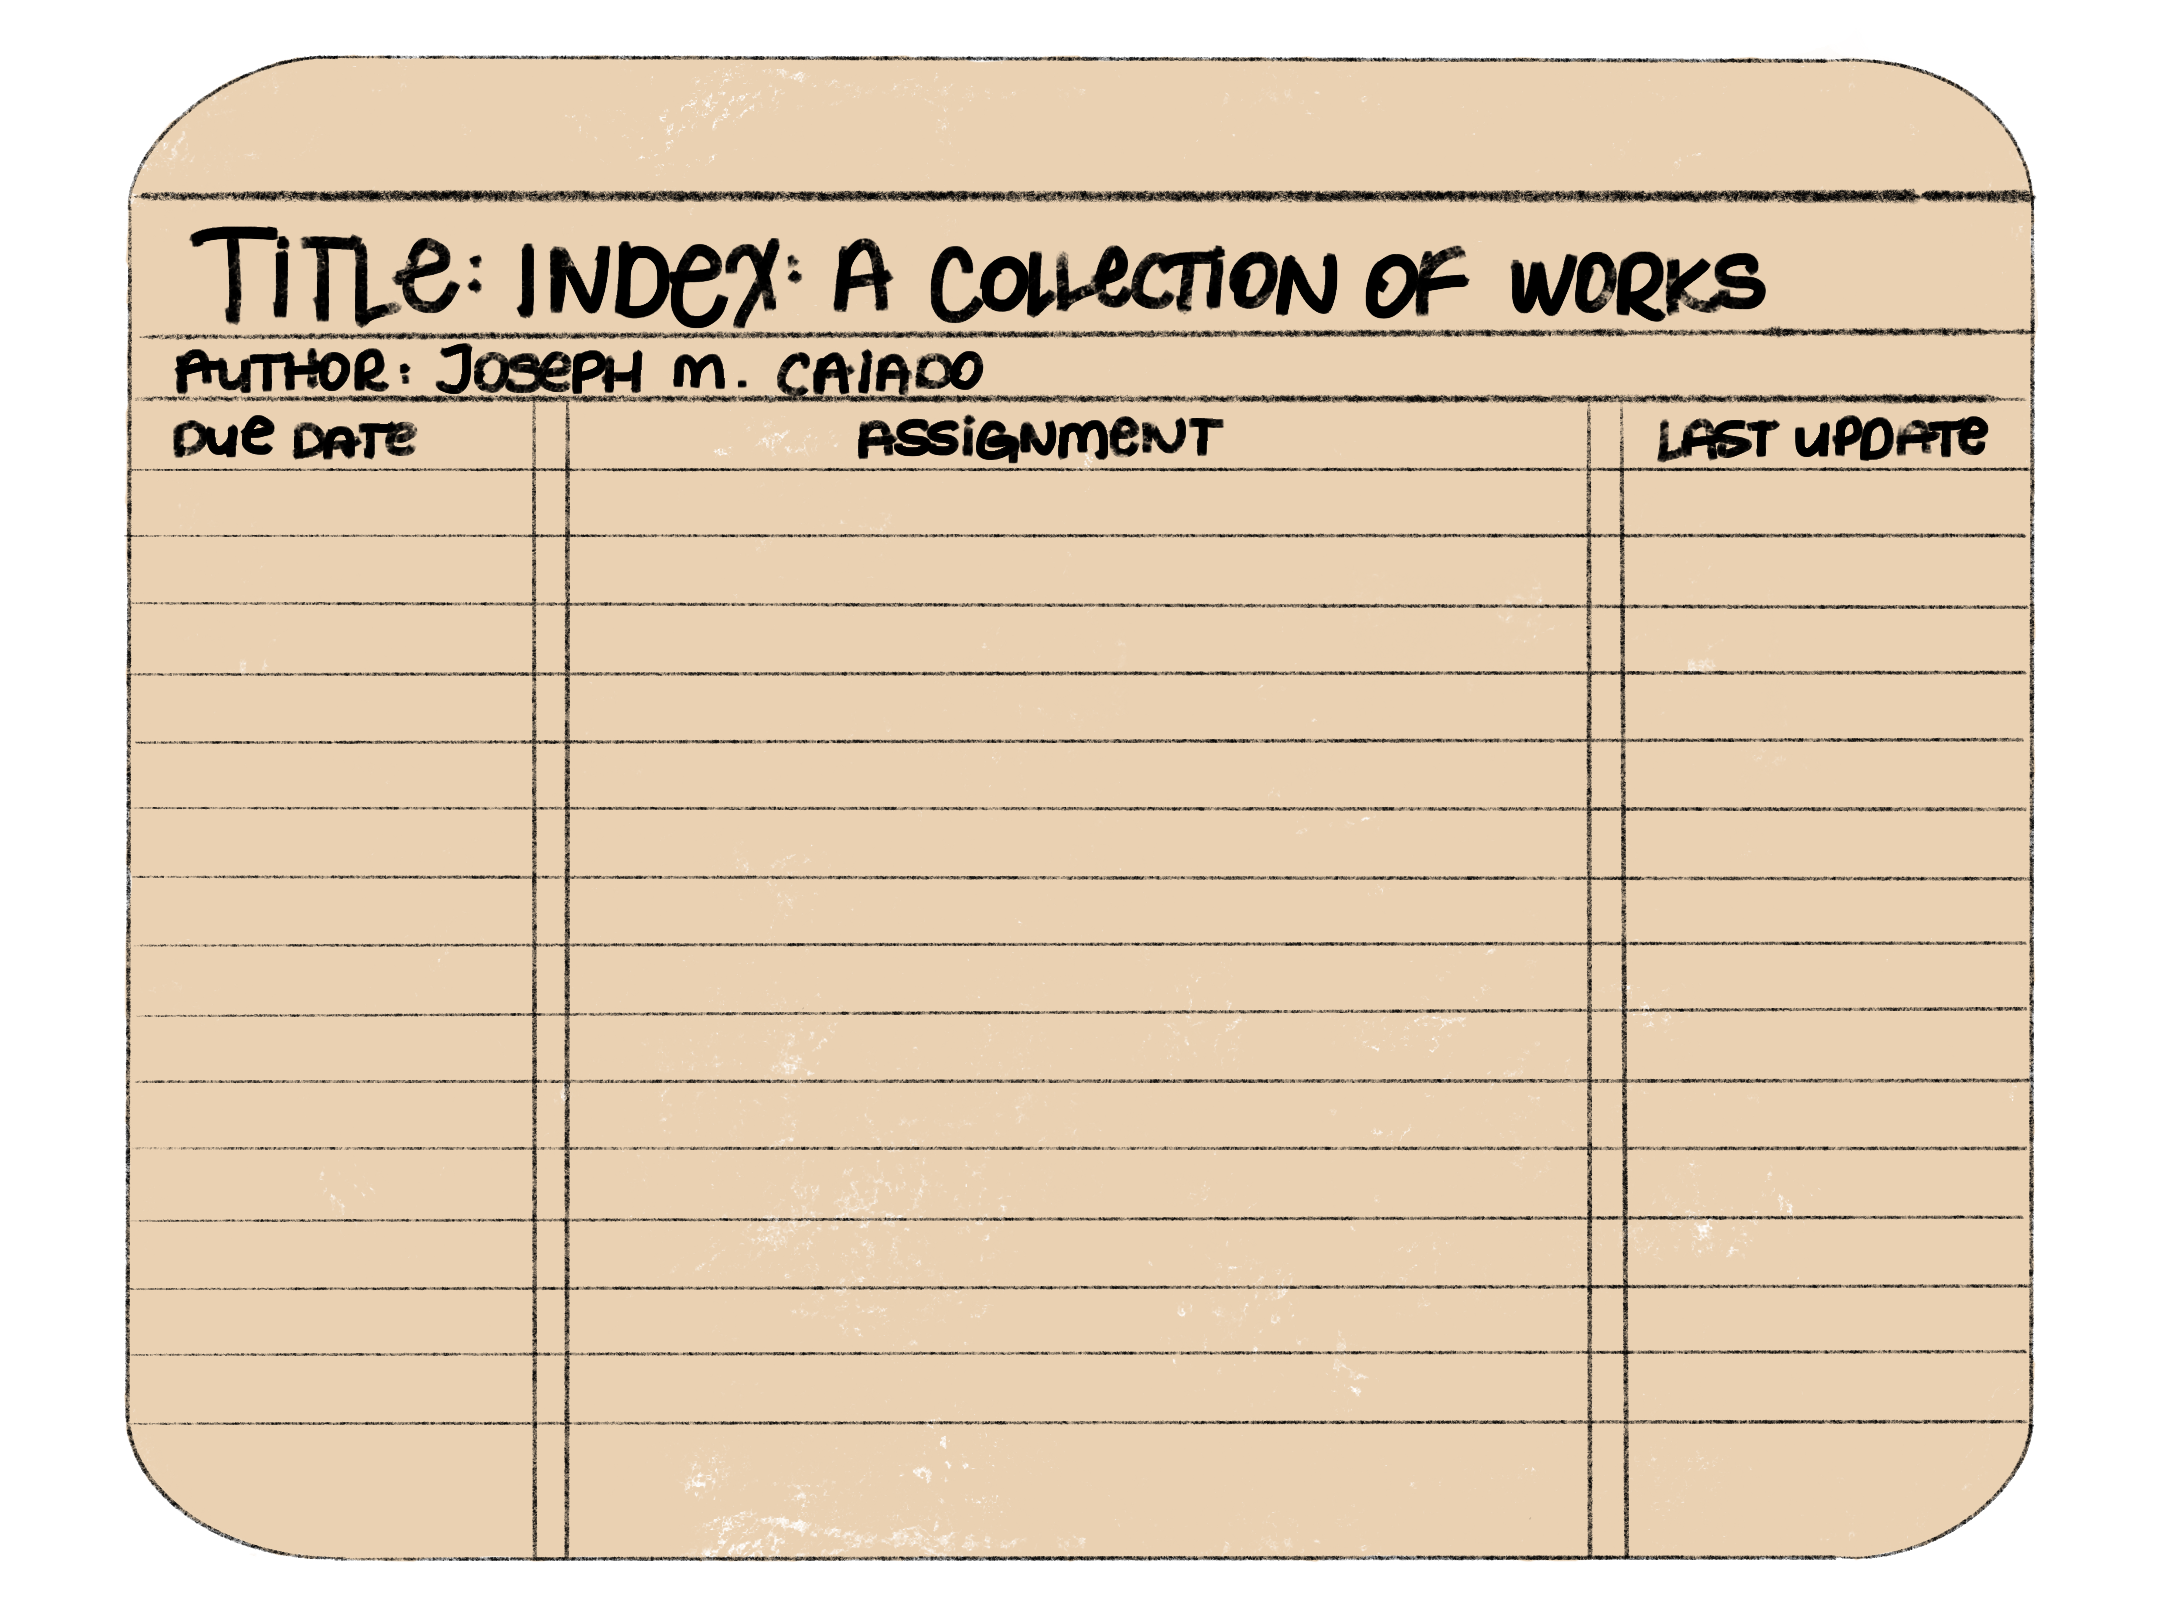 TiTLe: INDex: A COLLeCTION OF WORKS
AUTHOR: JOSePH M. CAIADO
Due DATe ASSiGNMeNT LAST UPDATe